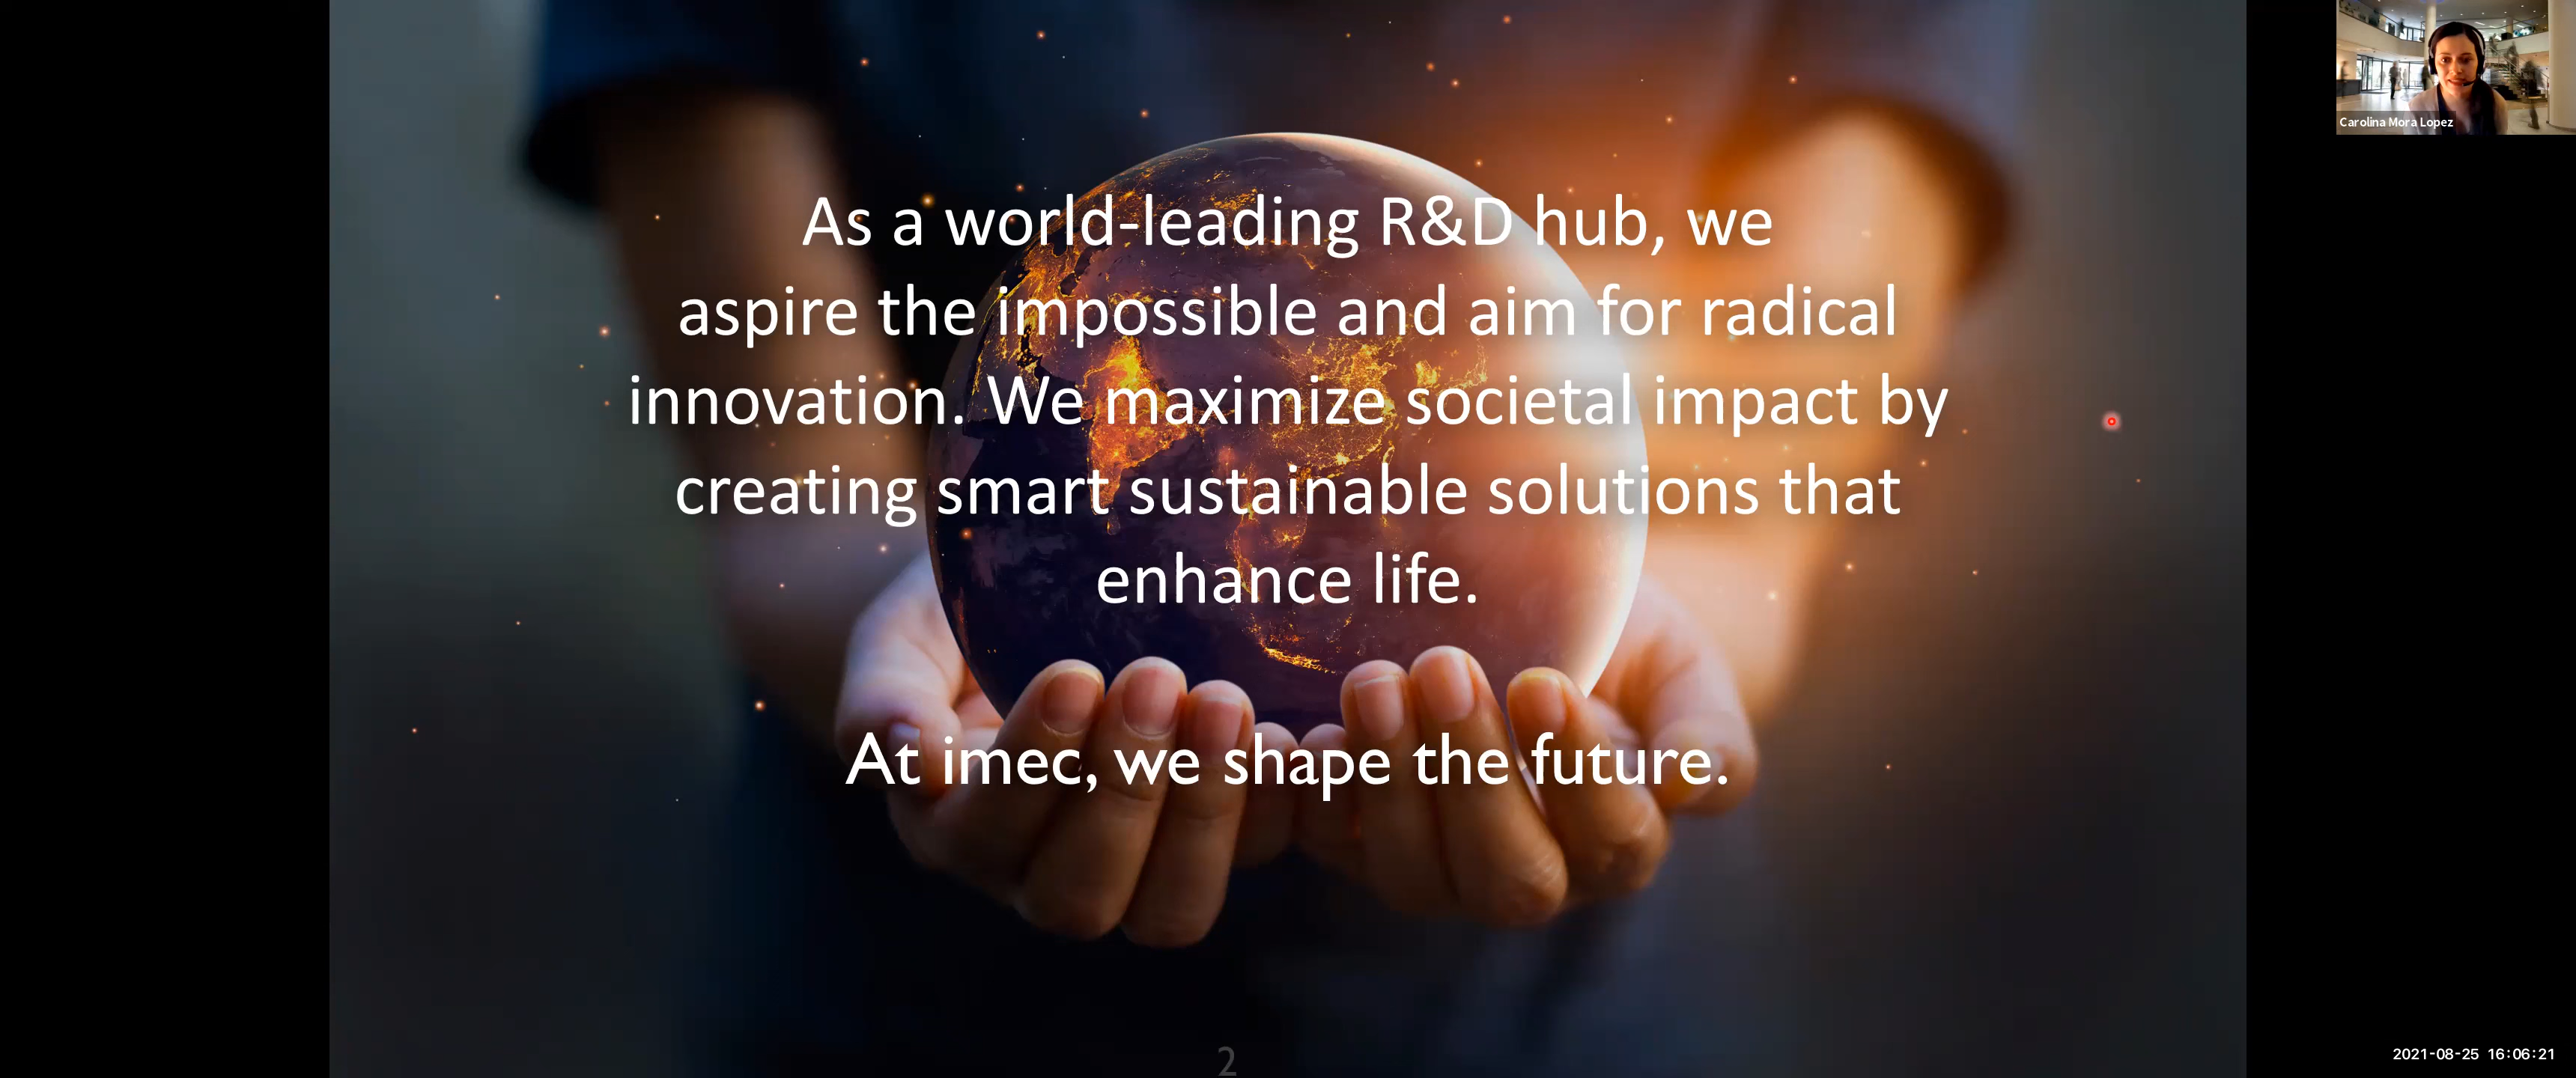 As a world-leading R&D hub, we
aspire the impossible and aim for radical
innovation. We maximize societal impact by
creating smart sustainable solutions that
enhance life.
At imec, we shape the future.
2
Carolina Mora Lopez
2021-08-25 16:06:21